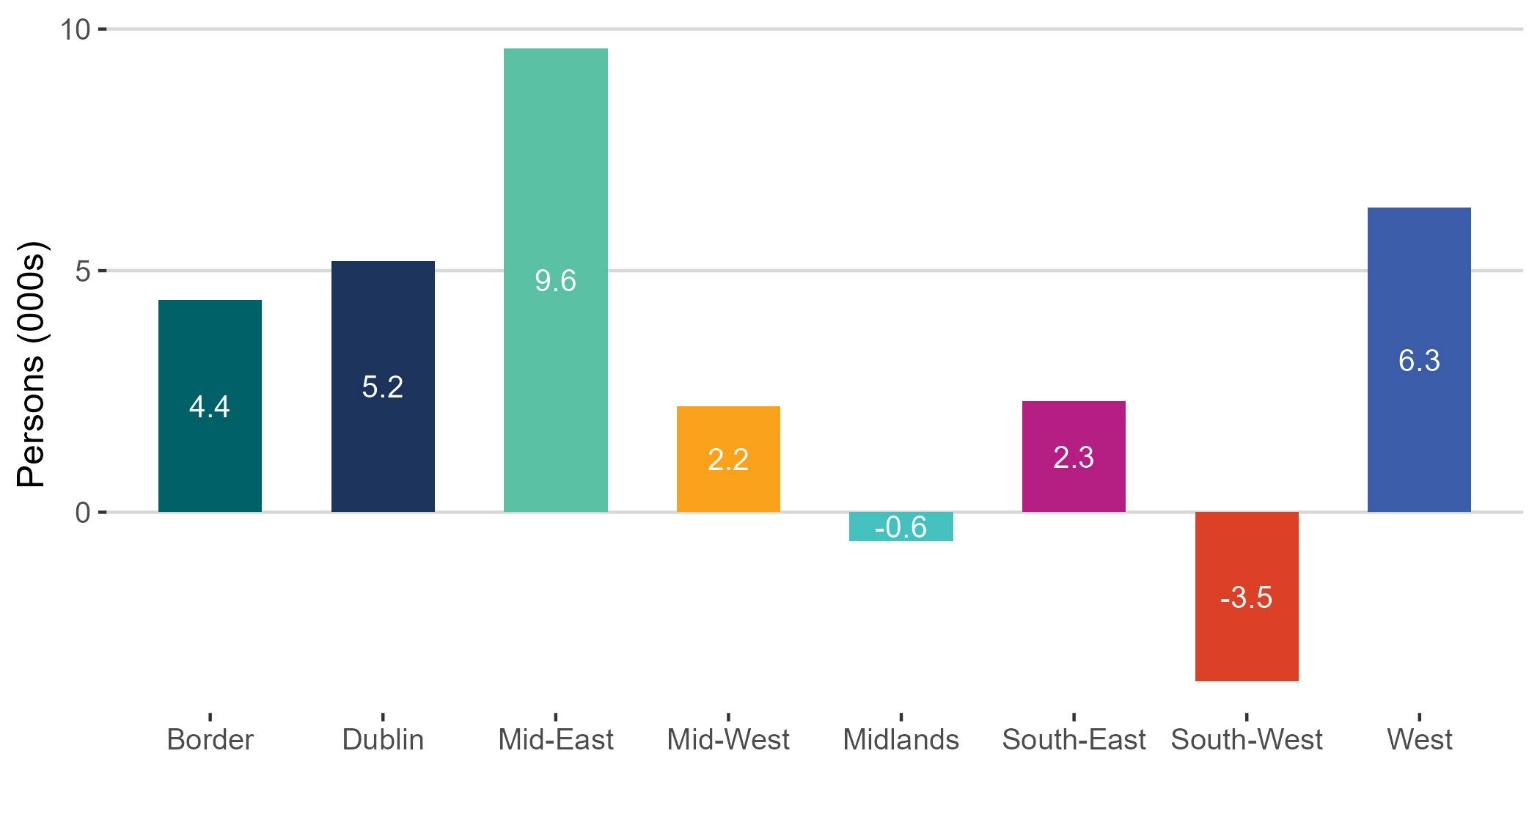 10
5
0
Persons (000s)
4.4
5.2
9.6
2.2
-0.6
2.3
-3.5
6.3
Border
Dublin
Mid-East
Mid-West
Midlands
South-East
South-West
West